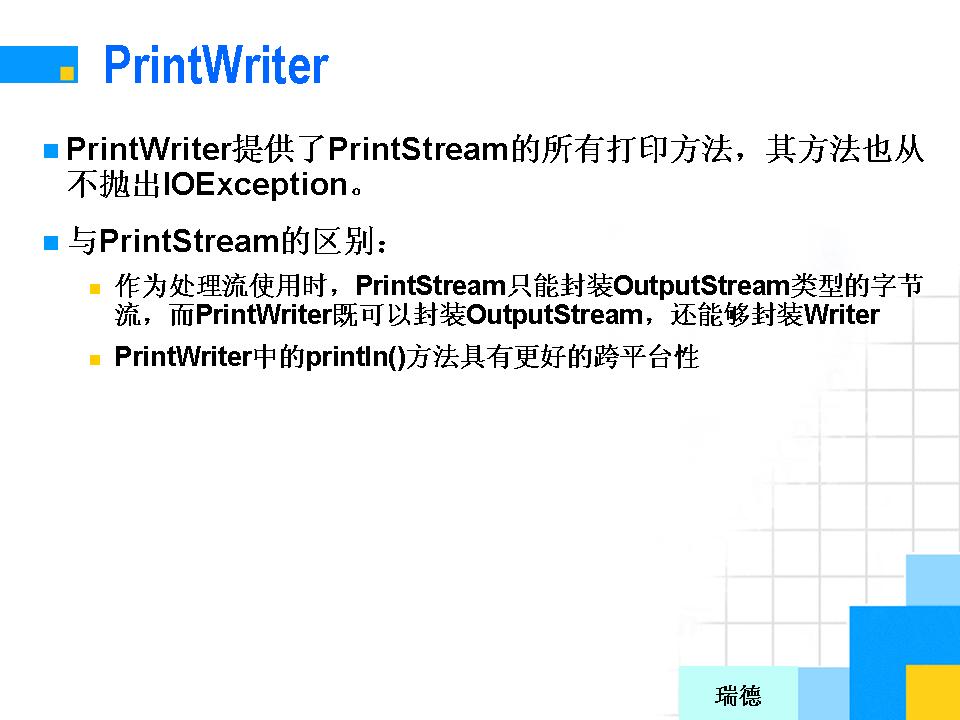 PrintWriter
PrintWriter提供了PrintStream的所有打印方法，其方法也从
不抛出IOException。
与PrintStream的区别：
作为处理流使用时，PrintStream只能封装OutputStream类型的字节
流，而PrintWriter既可以封装OutputStream，还能够封装Writer
PrintWriter中的println()方法具有更好的跨平台性
瑞德